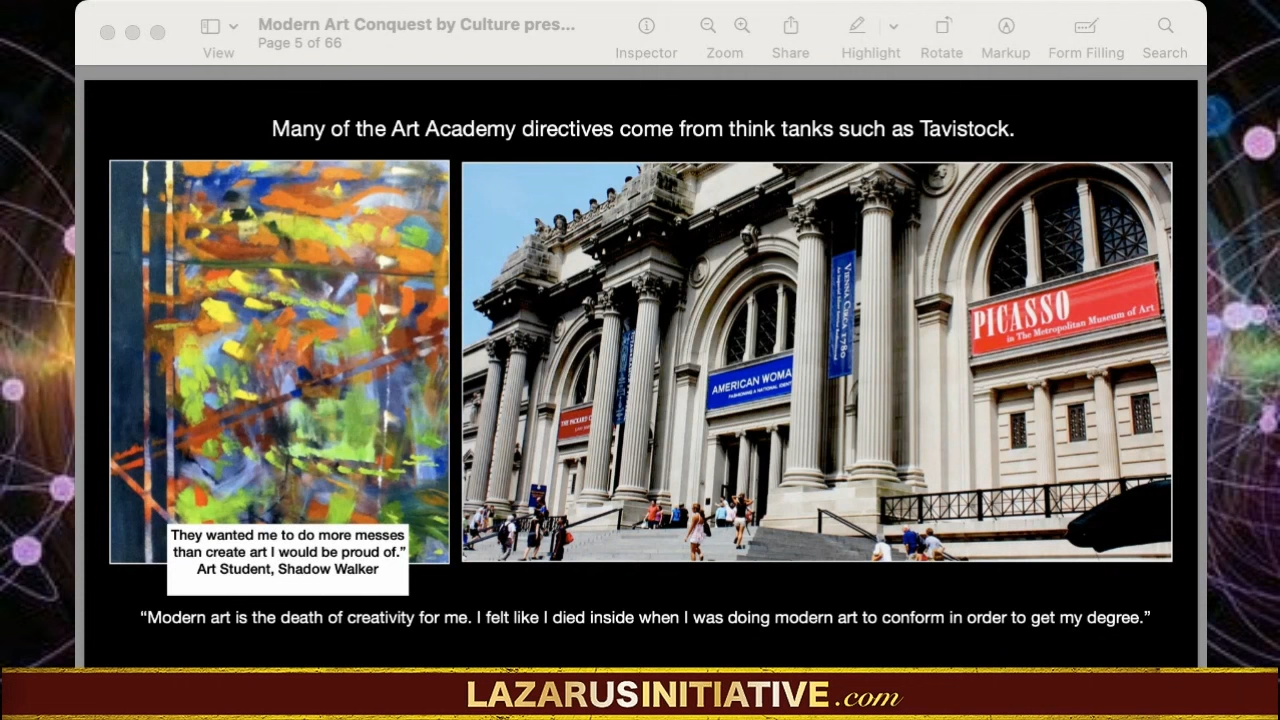 Modern Art Conquest by Culture pres...
Page 5 of 66
View
Inspector
Zoom
Share
Highlight
Rotate
Markup
Form Filling
Search
Many of the Art Academy directives come from think tanks such as Tavistock.
VIENNA CIRCA 1780
PICASSO
in The Metropolitan Museum of Art
AMERICAN WOMA
They wanted me to do more messes
than create art I would be proud of.”
Art Student, Shadow Walker
“Modern art is the death of creativity for me. I felt like I died inside when I was doing modern art to conform in order to get my degree.”
LAZARUSINITIATIVE.com